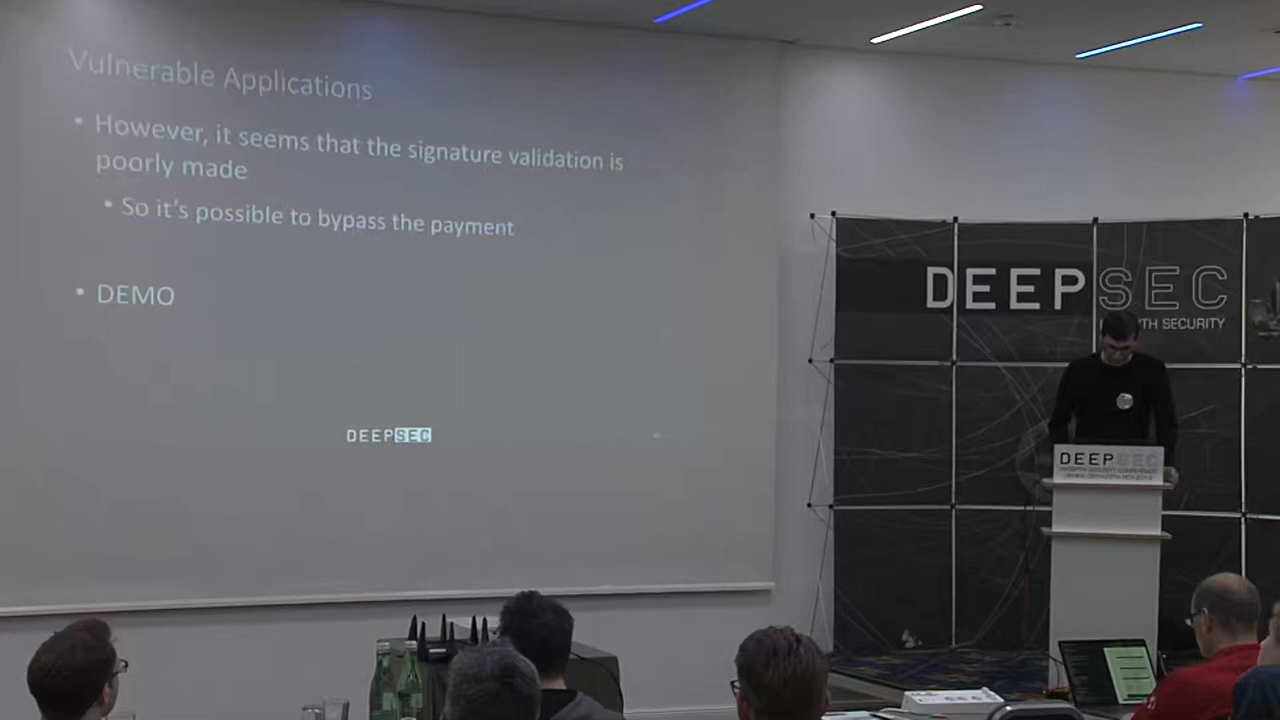 Vulnerable Applications
• However, it seems that the signature validation is
poorly made
• So it's possible to bypass the payment
• DEMO
DEEPSEC
DEEPSEC
SECURITY
DEEPSEC